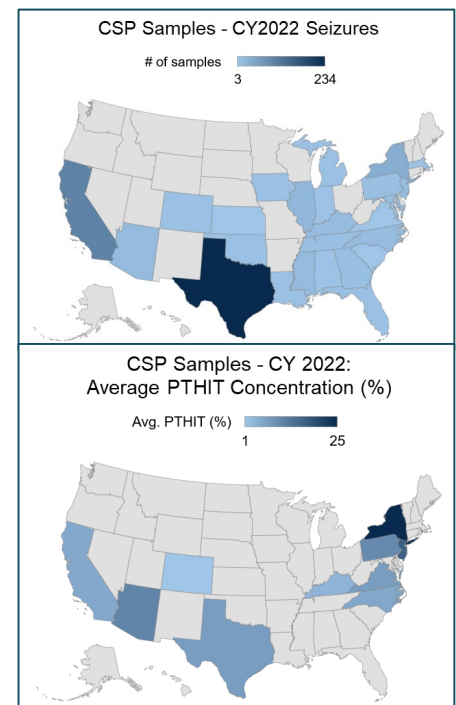 CSP Samples - CY2022 Seizures
# of samples
3 234
CSP Samples - CY 2022:
Average PTHIT Concentration (%)
Avg. PTHIT (%)
1 25